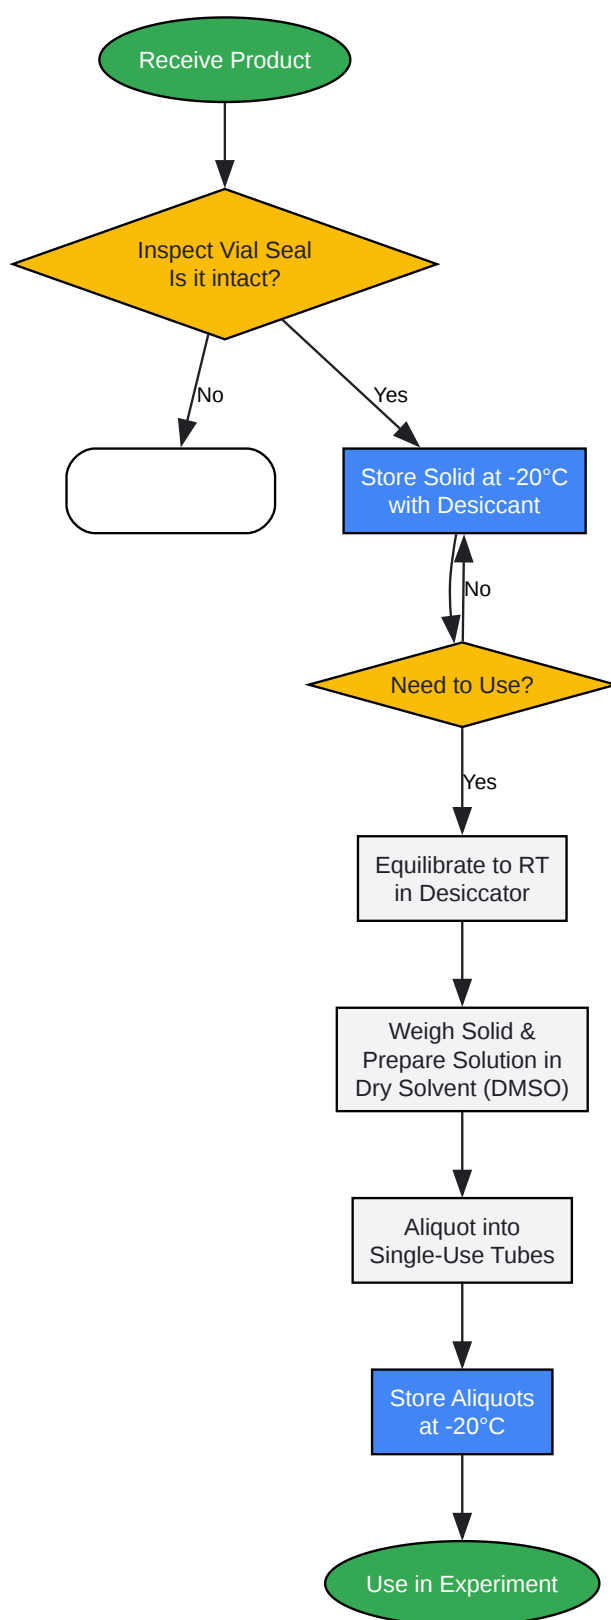 Receive Product
Inspect Vial Seal
Is it intact?
No
Yes
Store Solid at -20°C
with Desiccant
No
Need to Use?
Yes
Equilibrate to RT
in Desiccator
Weigh Solid &
Prepare Solution in
Dry Solvent (DMSO)
Aliquot into
Single-Use Tubes
Store Aliquots
at -20°C
Use in Experiment